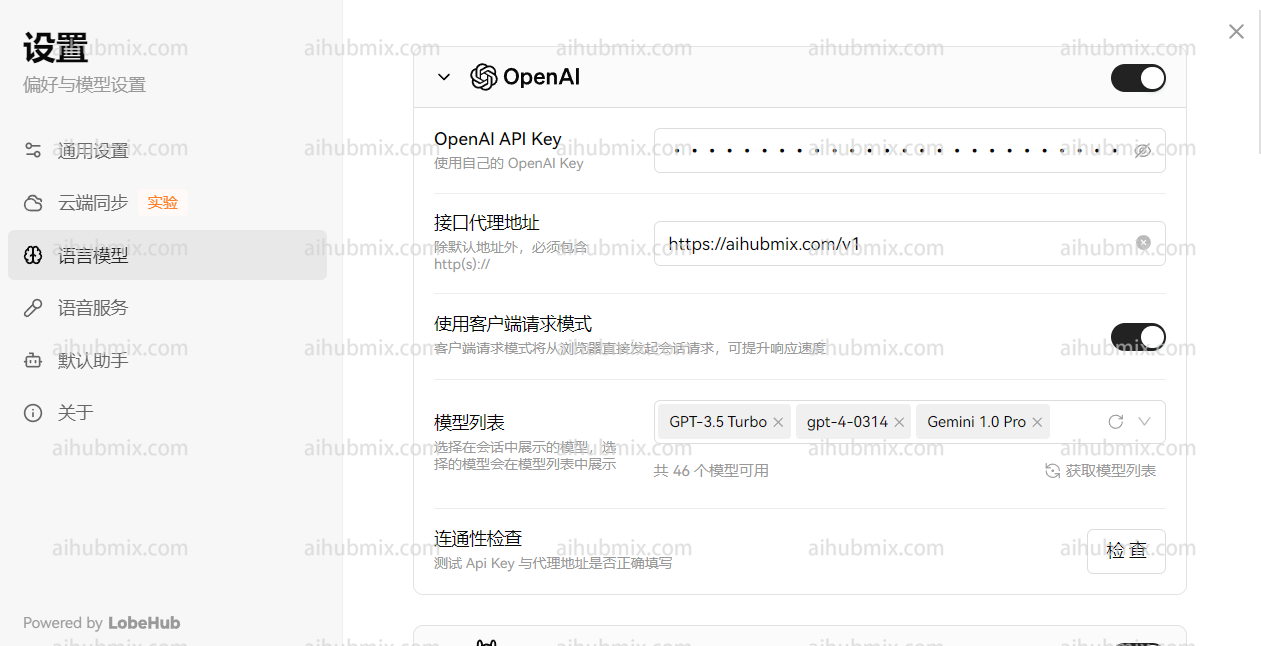 设置
偏好与模型设置
通用设置
云端同步 实验
语言模型
语音服务
默认助手
关于
Powered by LobeHub
OpenAI
OpenAI API Key
使用自己的 OpenAI Key
接口代理地址
除默认地址外，必须包含
http(s)://
https://aihubmix.com/v1
使用客户端请求模式
客户端请求模式将从浏览器直接发起会话请求，可提升响应速度
模型列表
选择在会话中展示的模型，选
择的模型会在模型列表中展示
GPT-3.5 Turbo gpt-4-0314 Gemini 1.0 Pro
共 46 个模型可用
获取模型列表
连通性检查
测试 Api Key 与代理地址是否正确填写
检 查
aihubmix.com